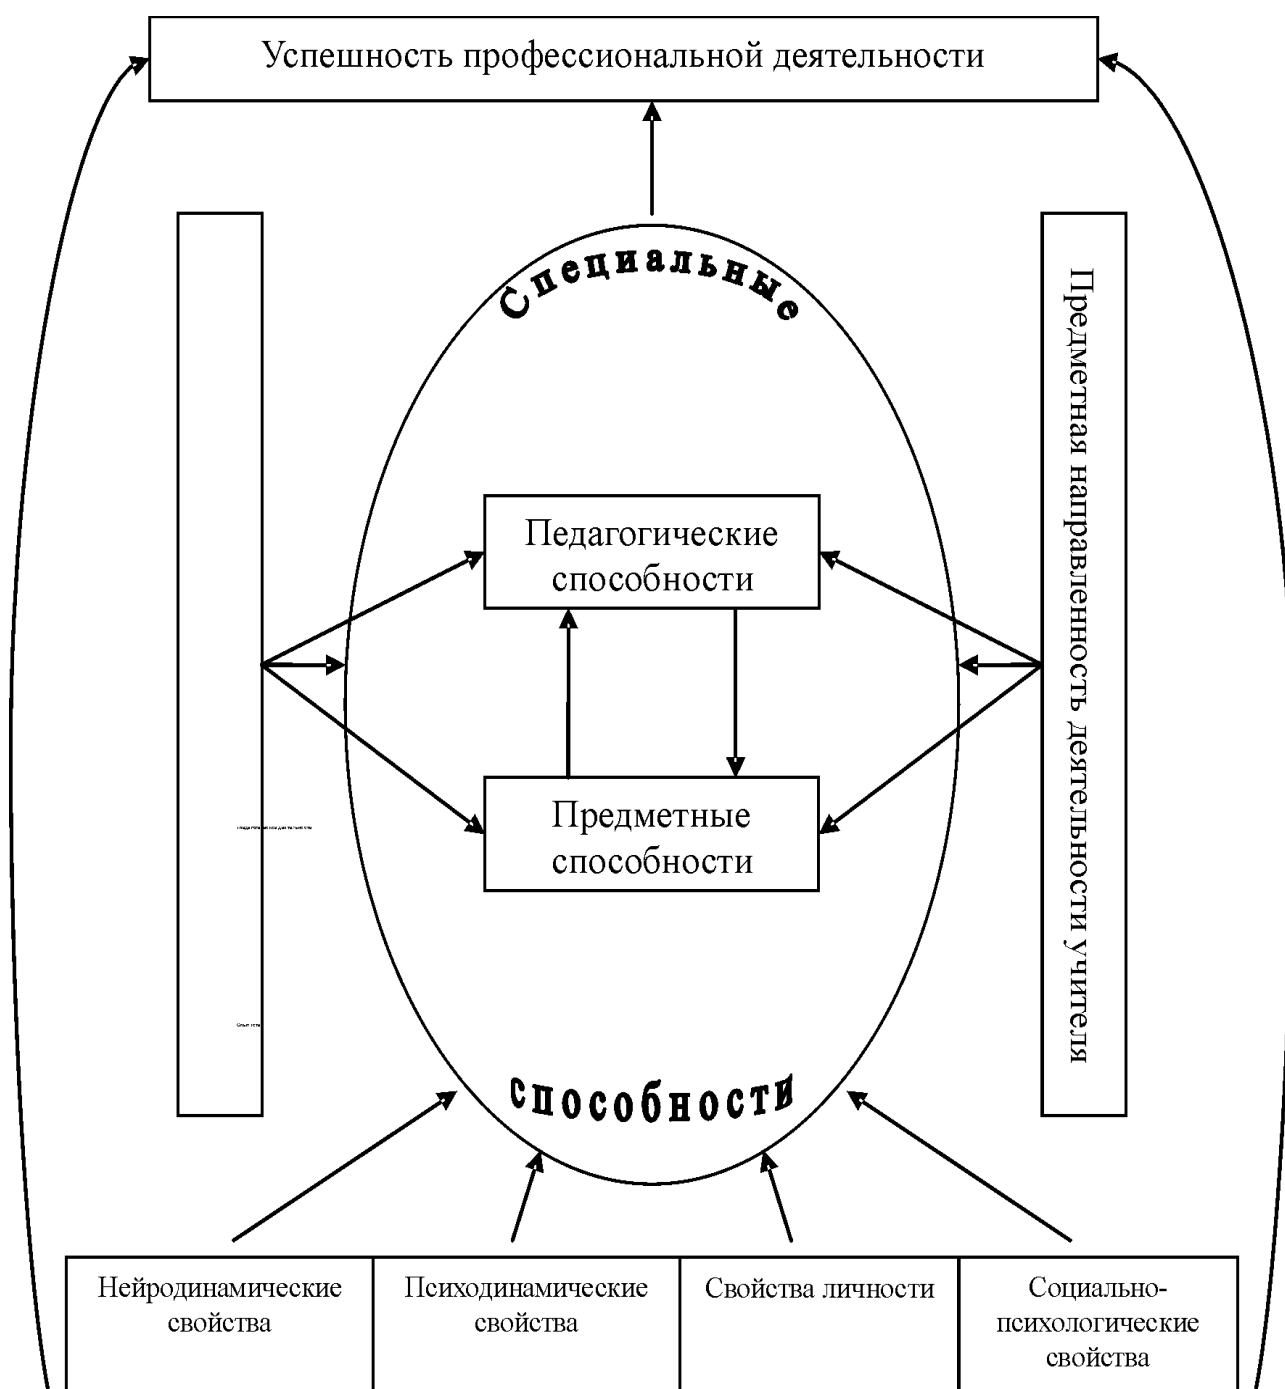 Успешность профессиональной деятельности
Специальные
Предметная направленность деятельности учителя
Педагогические
способности
Предметные
способности
способности
Нейродинамические
свойства
Психодинамические
свойства
Свойства личности
Социально-
психологические
свойства